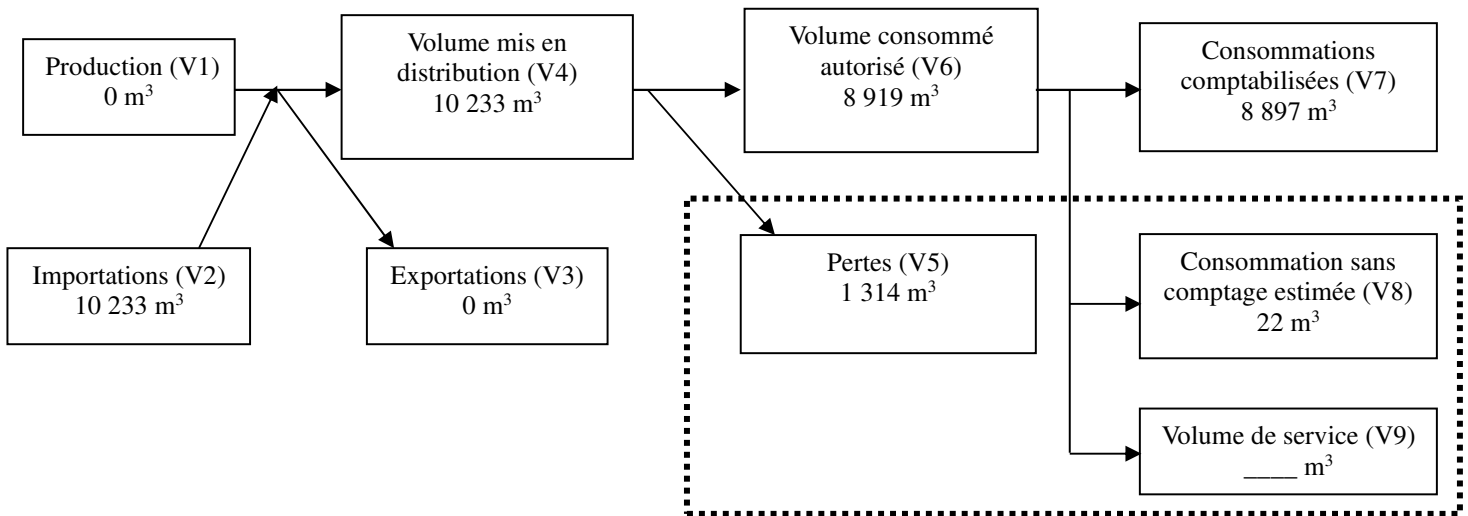 Production (V1)
0 m³
Volume mis en
distribution (V4)
10 233 m³
Volume consommé
autorisé (V6)
8 919 m³
Consommations
comptabilisées (V7)
8 897 m³
Importations (V2)
10 233 m³
Exportations (V3)
0 m³
Pertes (V5)
1 314 m³
Consommation sans
comptage estimée (V8)
22 m³
Volume de service (V9)
____ m³